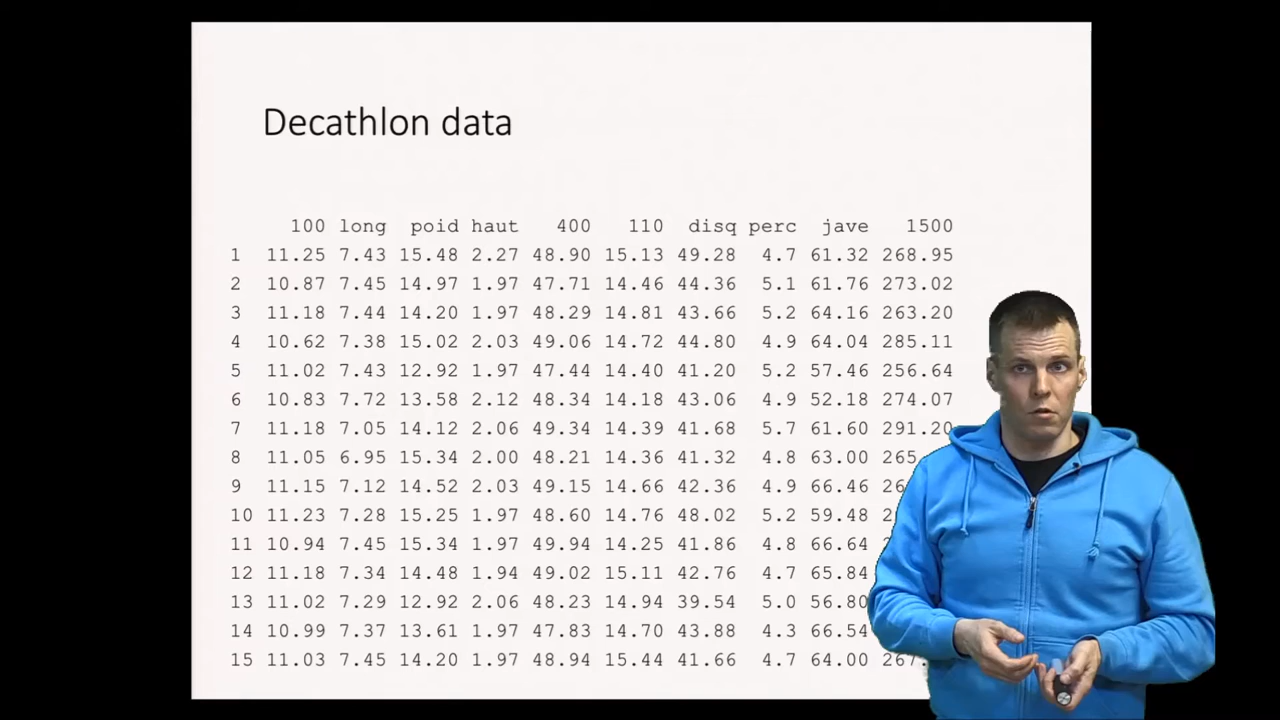 Decathlon data
100 long poid haut 400 110 disq perc jave 1500
1 11.25 7.43 15.48 2.27 48.90 15.13 49.28 4.7 61.32 268.95
2 10.87 7.45 14.97 1.97 47.71 14.46 44.36 5.1 61.76 273.02
3 11.18 7.44 14.20 1.97 48.29 14.81 43.66 5.2 64.16 263.20
4 10.62 7.38 15.02 2.03 49.06 14.72 44.80 4.9 64.04 285.11
5 11.02 7.43 12.92 1.97 47.44 14.40 41.20 5.2 57.46 256.64
6 10.83 7.72 13.58 2.12 48.34 14.18 43.06 4.9 52.18 274.07
7 11.18 7.05 14.12 2.06 49.34 14.39 41.68 5.7 61.60 291.20
8 11.05 6.95 15.34 2.00 48.21 14.36 41.32 4.8 63.00 265.
9 11.15 7.12 14.52 2.03 49.15 14.66 42.36 4.9 66.46
10 11.23 7.28 15.25 1.97 48.60 14.76 48.02 5.2 59.48
11 10.94 7.45 15.34 1.97 49.94 14.25 41.86 4.8 66.64
12 11.18 7.34 14.48 1.94 49.02 15.11 42.76 4.7 65.84
13 11.02 7.29 12.92 2.06 48.23 14.94 39.54 5.0 56.80
14 10.99 7.37 13.61 1.97 47.83 14.70 43.88 4.3 66.54
15 11.03 7.45 14.20 1.97 48.94 15.44 41.66 4.7 64.00 267.